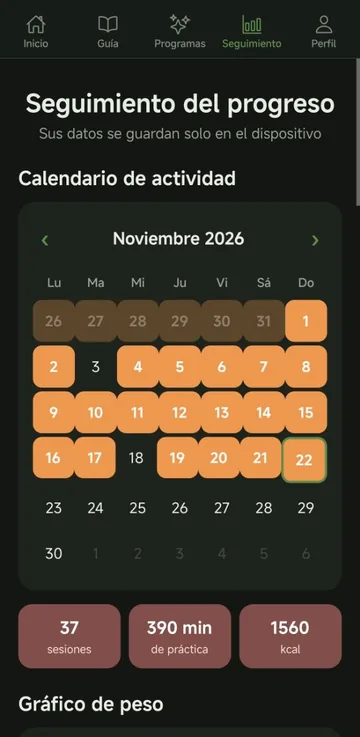 Inicio Guía Programas Seguimiento Perfil
Seguimiento del progreso
Sus datos se guardan solo en el dispositivo
Calendario de actividad
‹ Noviembre 2026 ›
Lu Ma Mi Ju Vi Sá Do
26 27 28 29 30 31 1
2 3 4 5 6 7 8
9 10 11 12 13 14 15
16 17 18 19 20 21 22
23 24 25 26 27 28 29
30 1 2 3 4 5 6
37 390 min 1560
sesiones de práctica kcal
Gráfico de peso